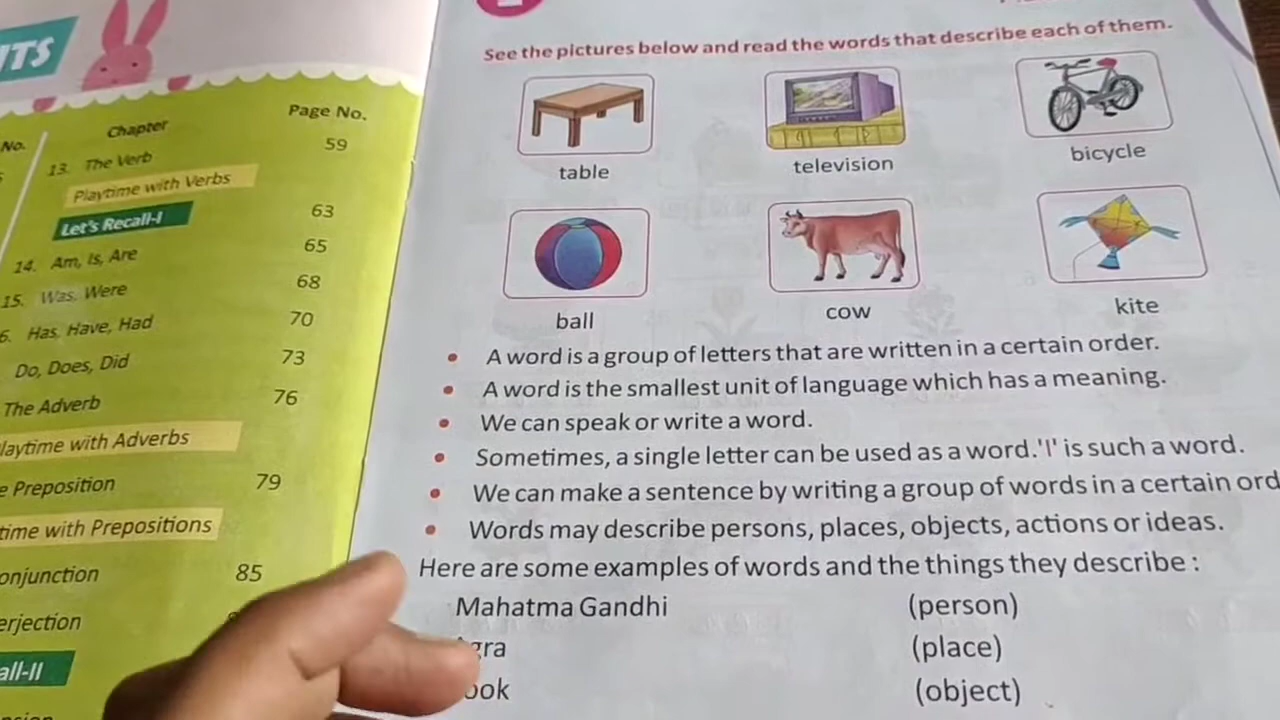 No. Chapter Page No.
13. The Verb 59
Playtime with Verbs
Let's Recall-I 63
14. Am, Is, Are 65
15. Was, Were 68
6. Has, Have, Had 70
Do, Does, Did 73
The Adverb 76
laytime with Adverbs
e Preposition 79
time with Prepositions
onjunction 85
erjection
all-II
See the pictures below and read the words that describe each of them.
table television bicycle
ball cow kite
• A word is a group of letters that are written in a certain order.
• A word is the smallest unit of language which has a meaning.
• We can speak or write a word.
• Sometimes, a single letter can be used as a word.'I' is such a word.
• We can make a sentence by writing a group of words in a certain ord
• Words may describe persons, places, objects, actions or ideas.
Here are some examples of words and the things they describe :
Mahatma Gandhi (person)
gra (place)
ook (object)